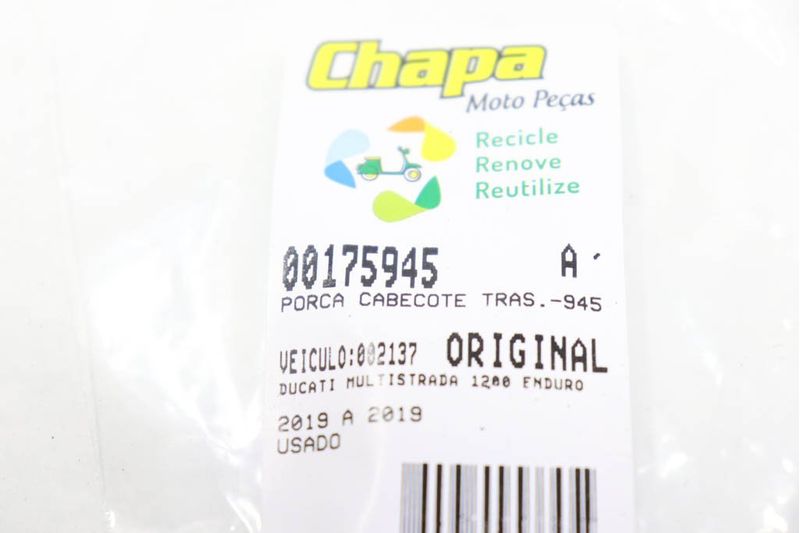 Chapa
Moto Peças
Recicle
Renove
Reutilize
00175945 A
PORCA CABECOTE TRAS.-945
VEICULO:002137 ORIGINAL
DUCATI MULTISTRADA 1200 ENDURO
2019 A 2019
USADO